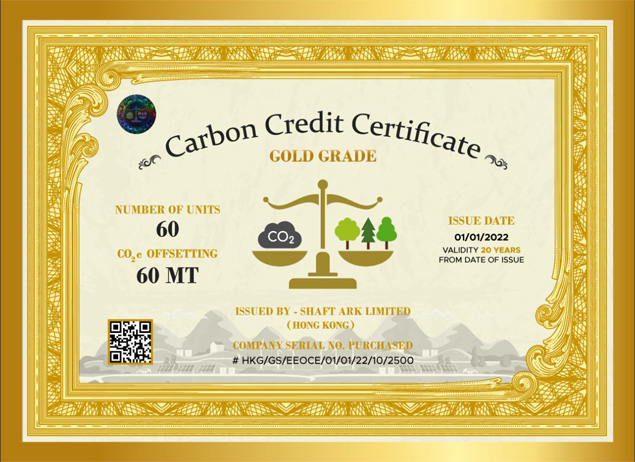 Carbon Credit Certificate
GOLD GRADE
NUMBER OF UNITS
60
CO2e OFFSETTING
60 MT
CO2
ISSUE DATE
01/01/2022
VALIDITY 20 YEARS
FROM DATE OF ISSUE
ISSUED BY - SHAFT ARK LIMITED
(HONG KONG)
COMPANY SERIAL NO. PURCHASED
# HKG/GS/EEOCE/01/01/22/10/2500